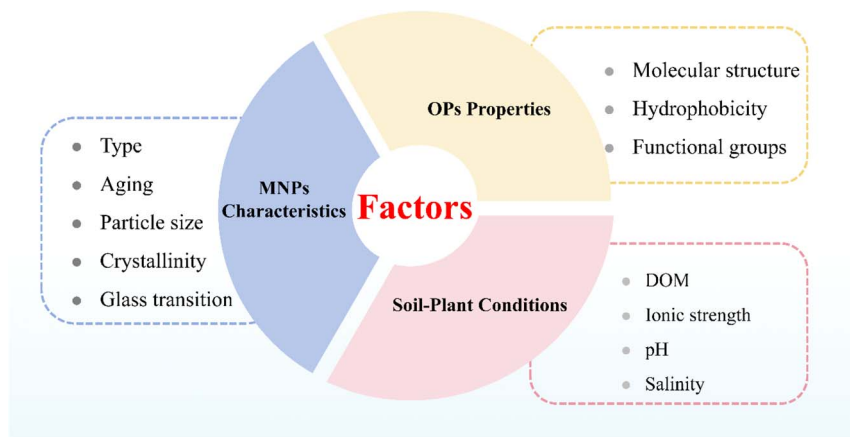 OPs Properties
Molecular structure
Hydrophobicity
Functional groups
MNPs
Characteristics
Type
Aging
Particle size
Crystallinity
Glass transition
Factors
Soil-Plant Conditions
DOM
Ionic strength
pH
Salinity